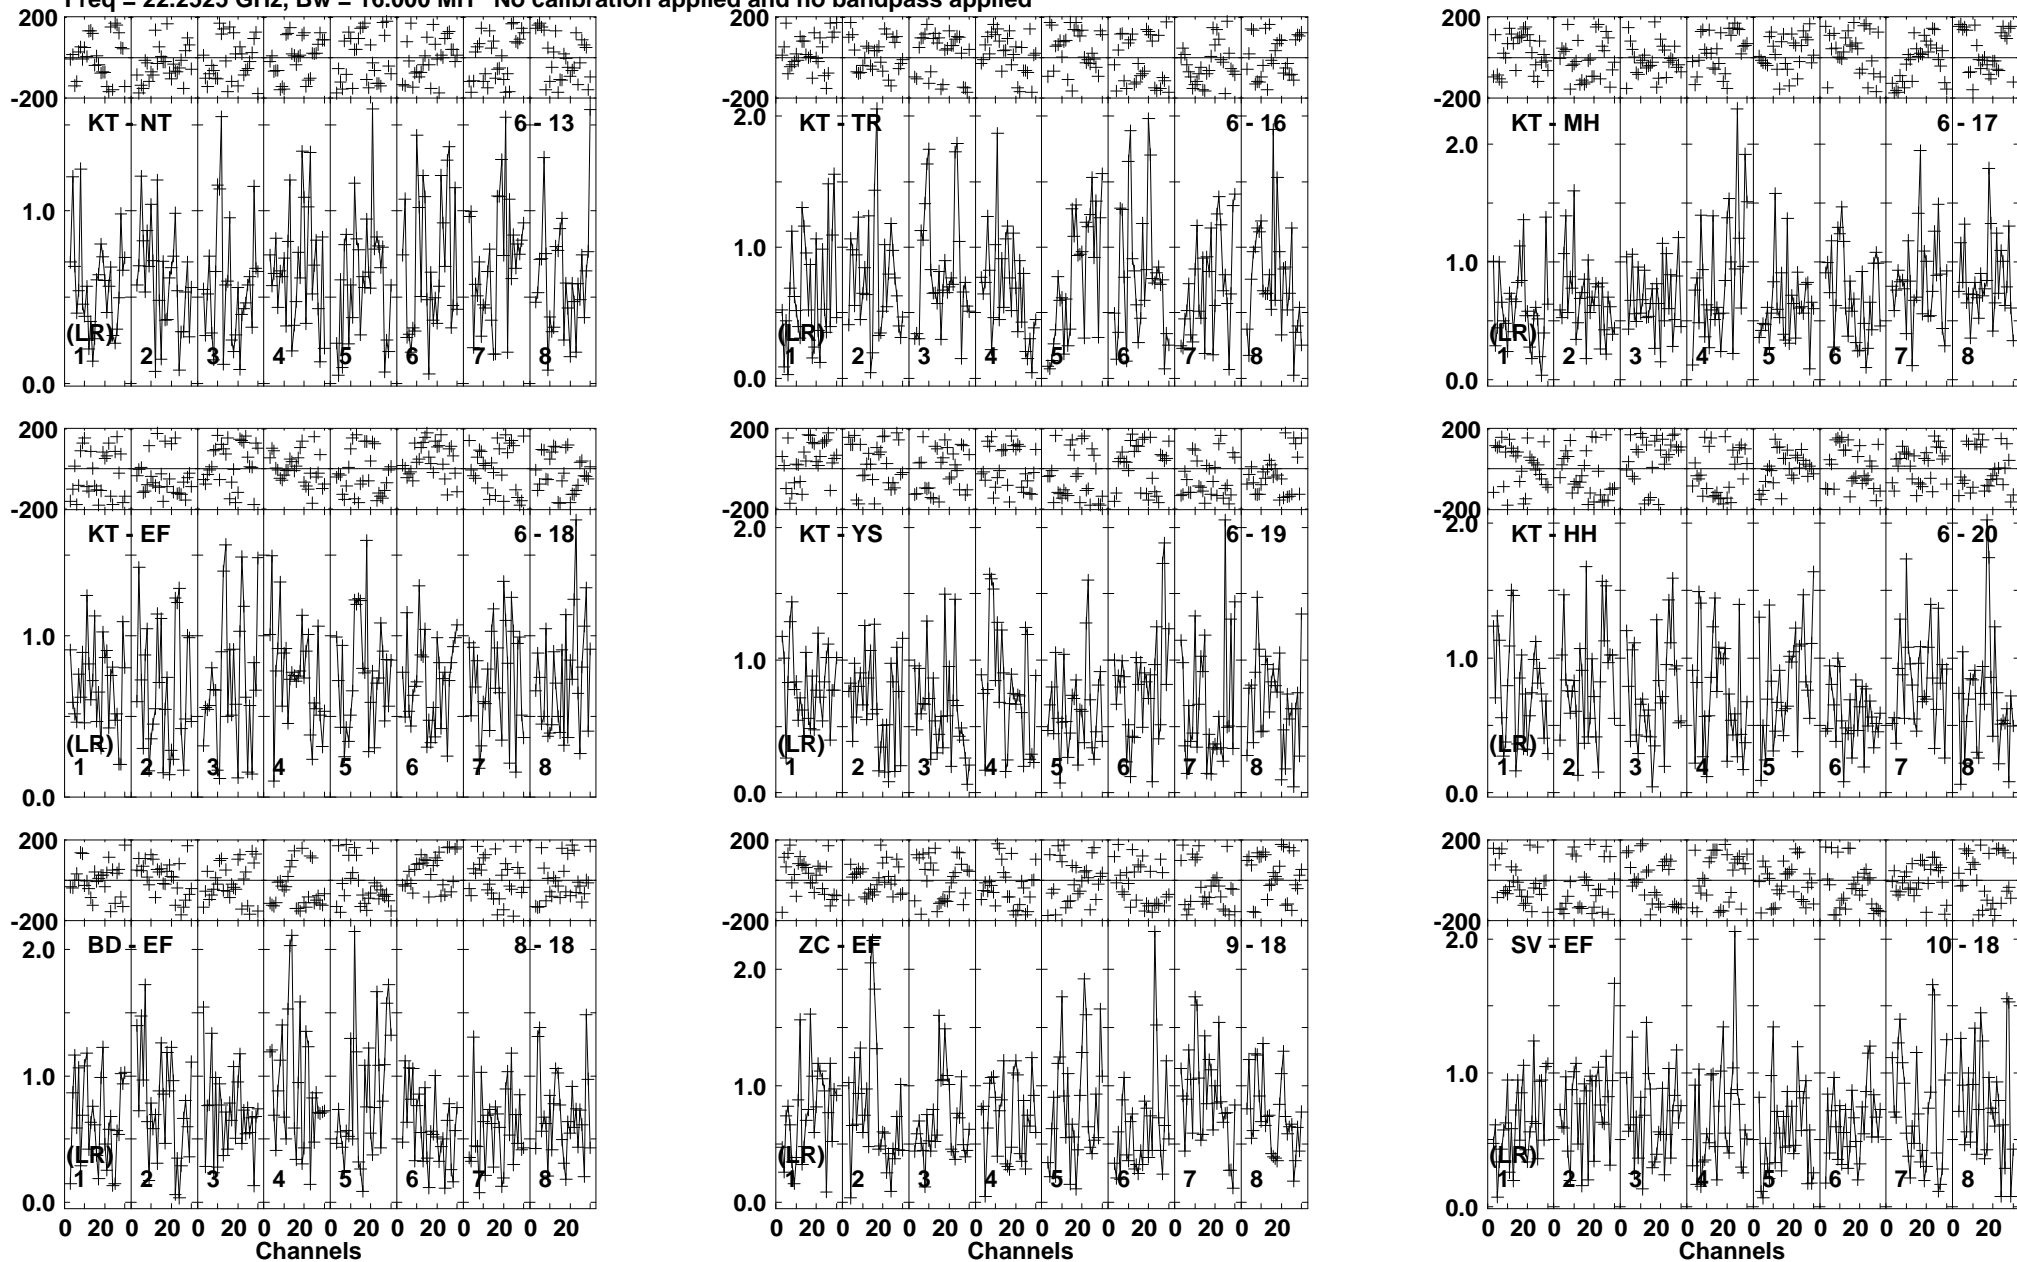 Freq = 22.2525 GHz, Bw = 16.000 MH No calibration applied and no bandpass applied
200 200 200
-200 -200 -200
KT - NT 6 - 13 KT - TR 6 - 16 KT - MH 6 - 17
2.0 2.0
1.0 1.0 1.0
(LR) (LR) (LR)
1 2 3 4 5 6 7 8 1 2 3 4 5 6 7 8 1 2 3 4 5 6 7 8
0.0 0.0 0.0
200 200 200
-200 -200 -200
KT - EF 6 - 18 KT - YS 6 - 19 KT - HH 6 - 20
2.0 2.0
1.0 1.0 1.0
(LR) (LR) (LR)
1 2 3 4 5 6 7 8 1 2 3 4 5 6 7 8 1 2 3 4 5 6 7 8
0.0 0.0 0.0
200 200 200
-200 -200 -200
BD - EF 8 - 18 ZC - EF 9 - 18 SV - EF 10 - 18
2.0 2.0 2.0
1.0 1.0 1.0
(LR) (LR) (LR)
1 2 3 4 5 6 7 8 1 2 3 4 5 6 7 8 1 2 3 4 5 6 7 8
0.0 0.0 0.0
0 20 0 20 0 20 0 20 0 20 0 20 0 20 0 20 0 20 0 20 0 20 0 20 0 20 0 20 0 20 0 20 0 20 0 20 0 20 0 20 0 20 0 20 0 20 0 20
Channels Channels Channels